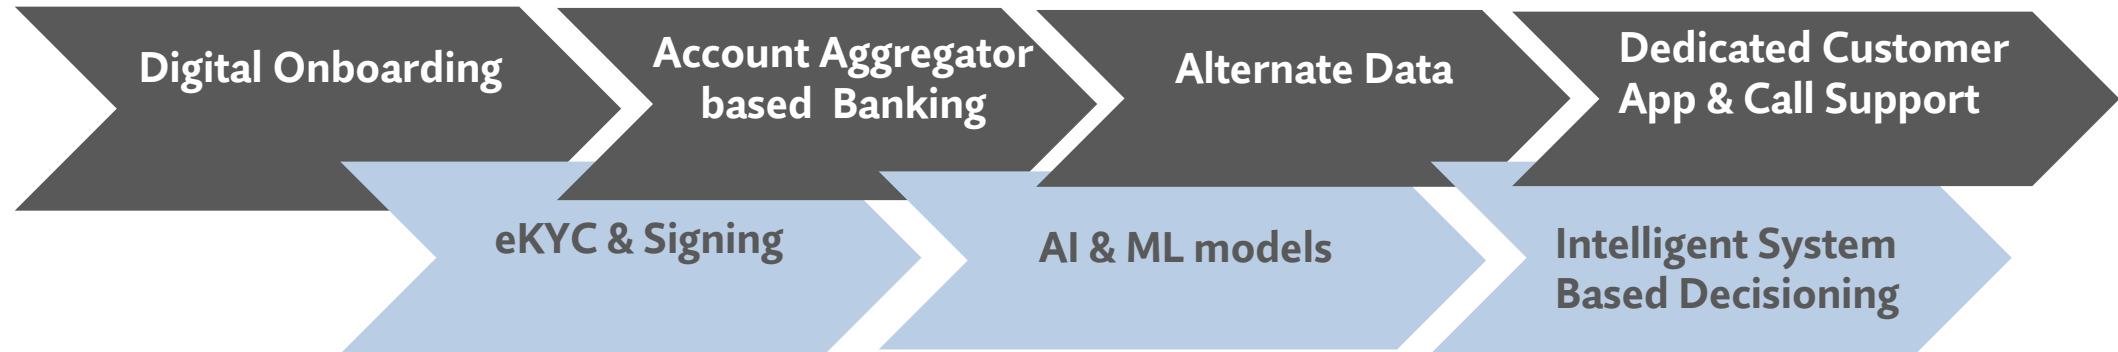 Digital Onboarding
Account Aggregator
based Banking
Alternate Data
Dedicated Customer
App & Call Support
eKYC & Signing
AI & ML models
Intelligent System
Based Decisioning